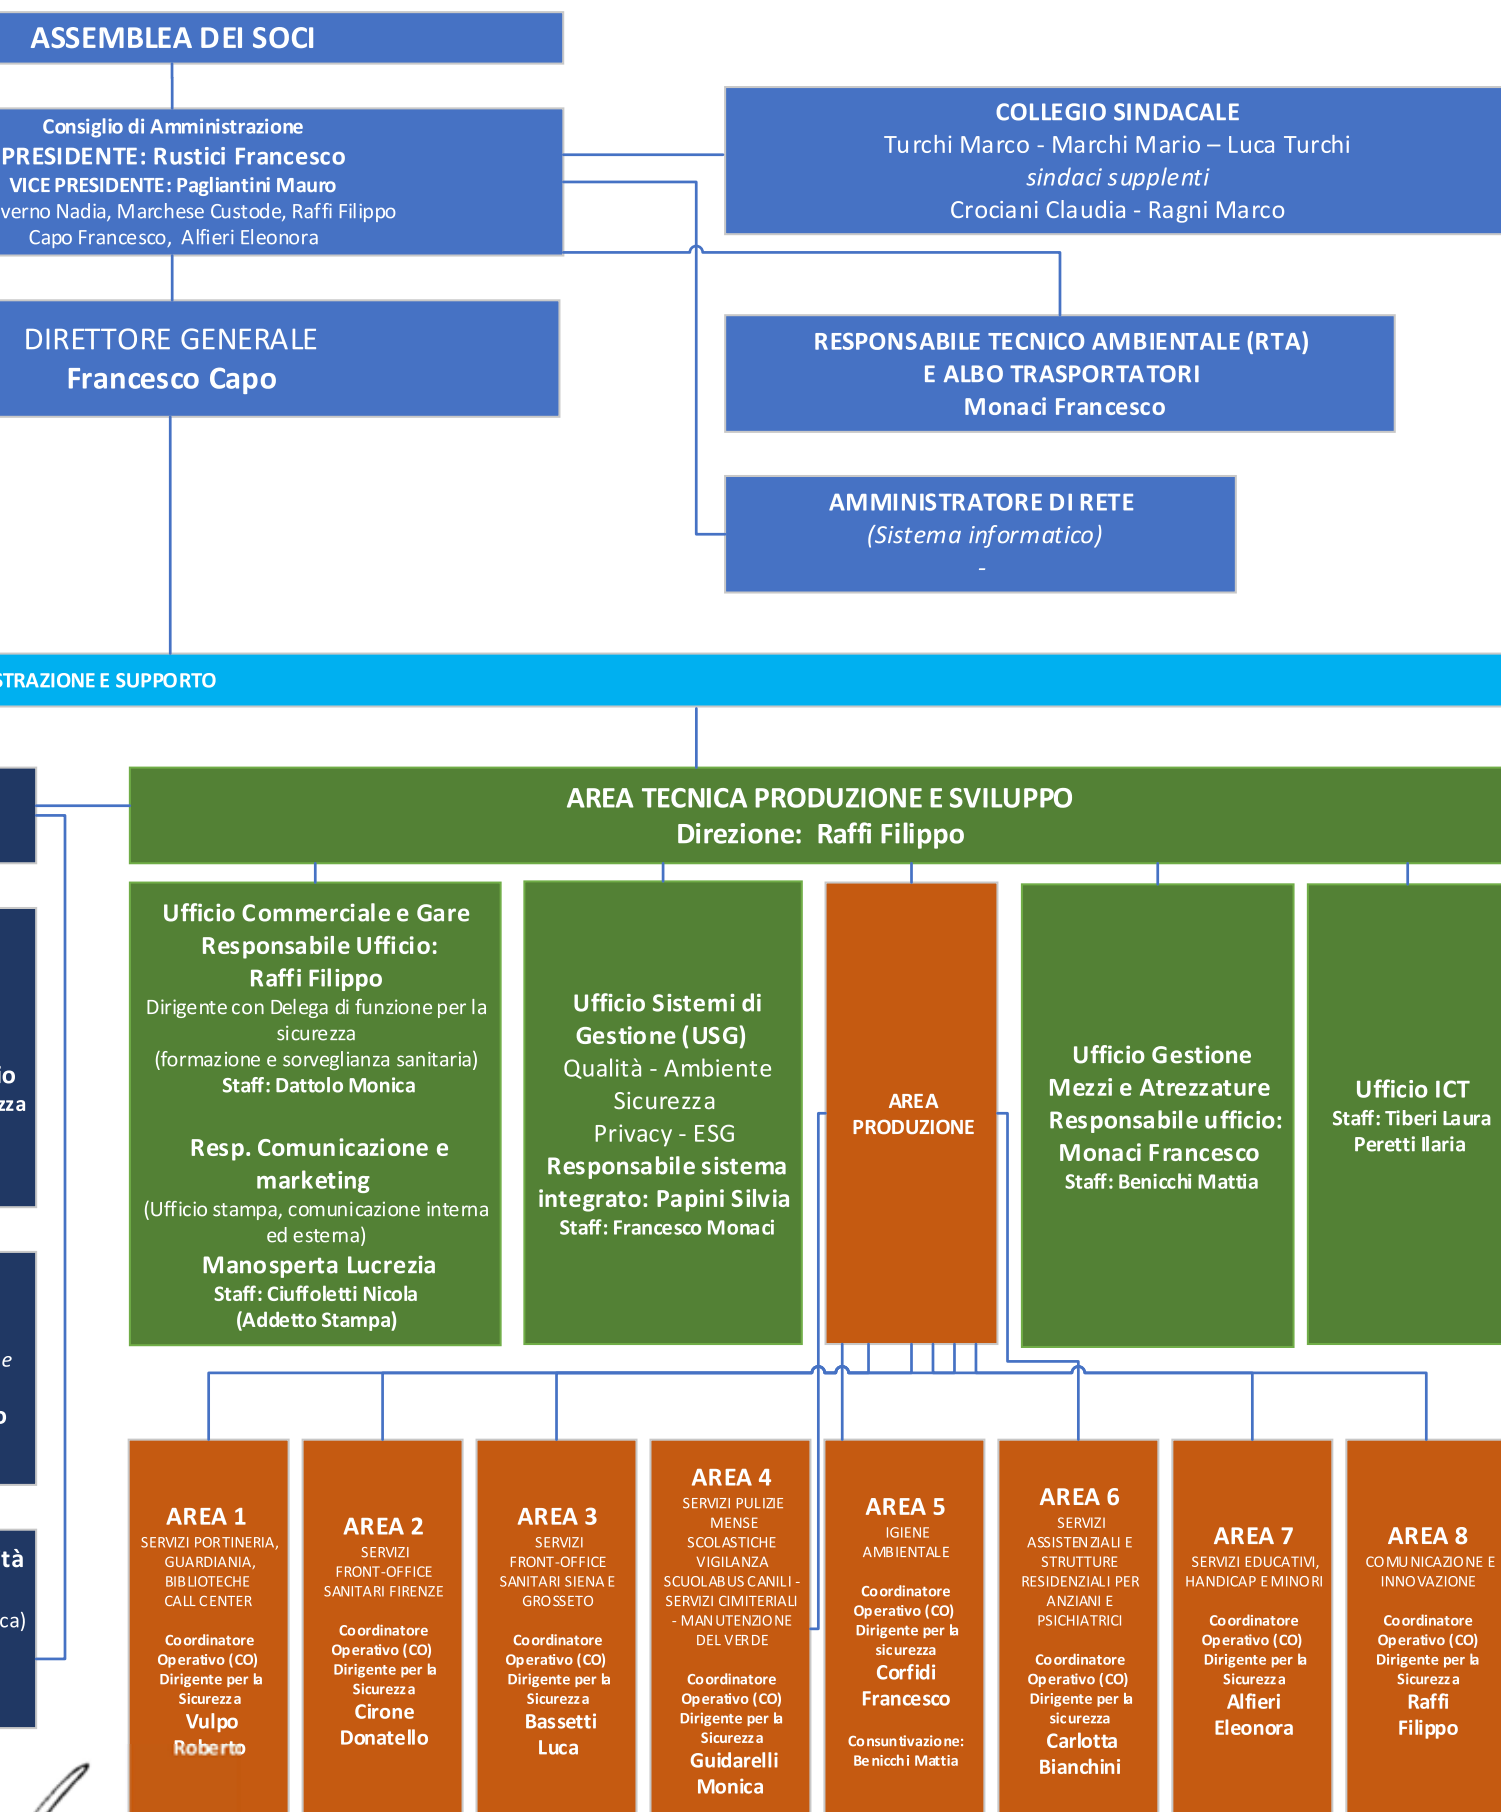 ASSEMBLEA DEI SOCI
Consiglio di Amministrazione
PRESIDENTE: Rustici Francesco
VICE PRESIDENTE: Pagliantini Mauro
verno Nadia, Marchese Custode, Raffi Filippo
Capo Francesco, Alfieri Eleonora
COLLEGIO SINDACALE
Turchi Marco - Marchi Mario – Luca Turchi
sindaci supplenti
Crociani Claudia - Ragni Marco
DIRETTORE GENERALE
Francesco Capo
RESPONSABILE TECNICO AMBIENTALE (RTA)
E ALBO TRASPORTATORI
Monaci Francesco
AMMINISTRATORE DI RETE
(Sistema informatico)
-
STRAZIONE E SUPPORTO
AREA TECNICA PRODUZIONE E SVILUPPO
Direzione: Raffi Filippo
io
zza
e
o
tà
ca)
Ufficio Commerciale e Gare
Responsabile Ufficio:
Raffi Filippo
Dirigente con Delega di funzione per la
sicurezza
(formazione e sorveglianza sanitaria)
Staff: Dattolo Monica
Resp. Comunicazione e
marketing
(Ufficio stampa, comunicazione interna
ed esterna)
Manosperta Lucrezia
Staff: Ciuffoletti Nicola
(Addetto Stampa)
Ufficio Sistemi di
Gestione (USG)
Qualità - Ambiente
Sicurezza
Privacy - ESG
Responsabile sistema
integrato: Papini Silvia
Staff: Francesco Monaci
AREA
PRODUZIONE
Ufficio Gestione
Mezzi e Atrezzature
Responsabile ufficio:
Monaci Francesco
Staff: Benicchi Mattia
Ufficio ICT
Staff: Tiberi Laura
Peretti Ilaria
AREA 1
SERVIZI PORTINERIA,
GUARDIANIA,
BIBLIOTECHE
CALL CENTER
Coordinatore
Operativo (CO)
Dirigente per la
Sicurezza
Vulpo
Roberto
AREA 2
SERVIZI
FRONT-OFFICE
SANITARI FIRENZE
Coordinatore
Operativo (CO)
Dirigente per la
Sicurezza
Cirone
Donatello
AREA 3
SERVIZI
FRONT-OFFICE
SANITARI SIENA E
GROSSETO
Coordinatore
Operativo (CO)
Dirigente per la
Sicurezza
Bassetti
Luca
AREA 4
SERVIZI PULIZIE
MENSE
SCOLASTICHE
VIGILANZA
SCUOLABUS CANILI -
SERVIZI CIMITERIALI
- MANUTENZIONE
DEL VERDE
Coordinatore
Operativo (CO)
Dirigente per la
Sicurezza
Guidarelli
Monica
AREA 5
IGIENE
AMBIENTALE
Coordinatore
Operativo (CO)
Dirigente per la
sicurezza
Corfidi
Francesco
Consuntivazione:
Benicchi Mattia
AREA 6
SERVIZI
ASSISTENZIALI E
STRUTTURE
RESIDENZIALI PER
ANZIANI E
PSICHIATRICI
Coordinatore
Operativo (CO)
Dirigente per la
sicurezza
Carlotta
Bianchini
AREA 7
SERVIZI EDUCATIVI,
HANDICAP E MINORI
Coordinatore
Operativo (CO)
Dirigente per la
Sicurezza
Alfieri
Eleonora
AREA 8
COMUNICAZIONE E
INNOVAZIONE
Coordinatore
Operativo (CO)
Dirigente per la
Sicurezza
Raffi
Filippo